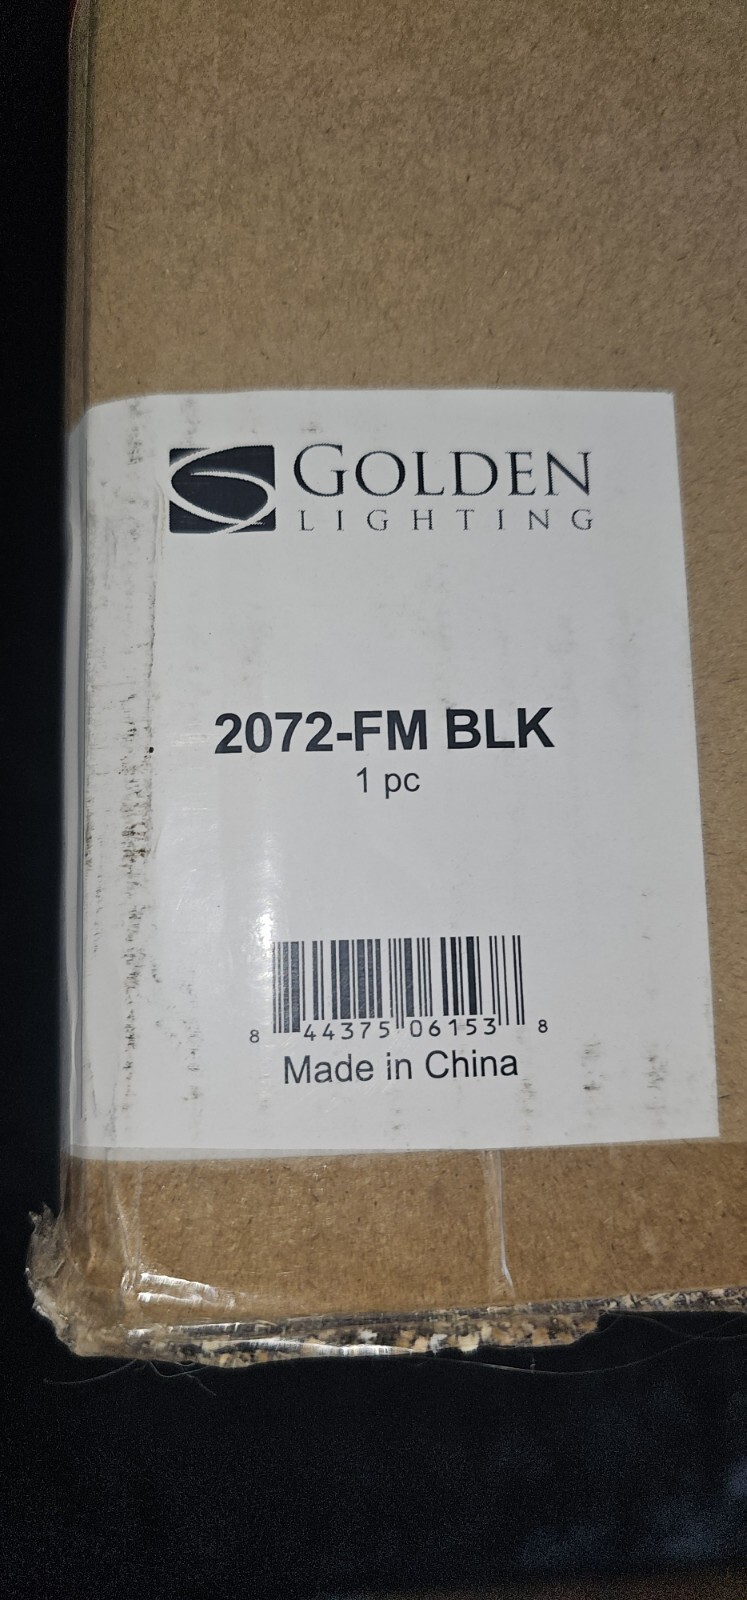 GOLDEN
LIGHTING
2072-FM BLK
1 pc
8 44375 06153 8
Made in China